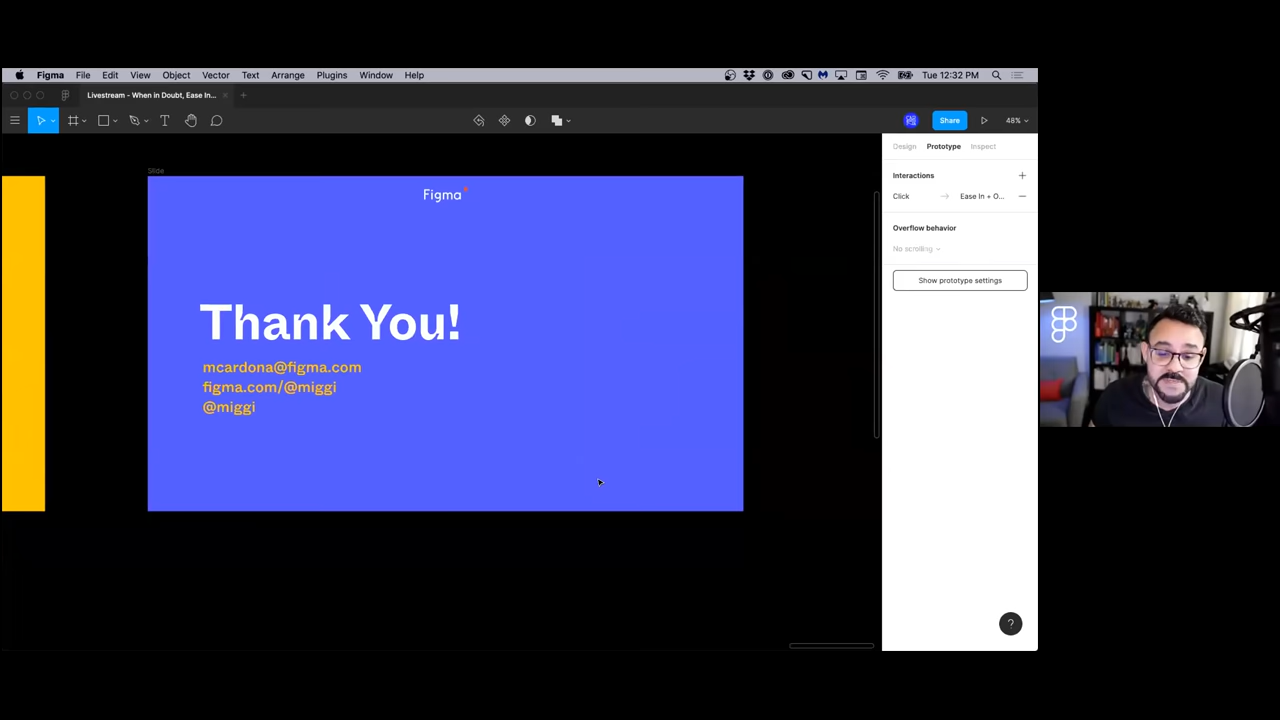 Figma File Edit View Object Vector Text Arrange Plugins Window Help Tue 12:32 PM
Livestream - When in Doubt, Ease In...
Share 48%
Design Prototype Inspect
Slide
Interactions
Click Ease In + O...
Overflow behavior
No scrolling
Show prototype settings
Figma
Thank You!
mcardona@figma.com
figma.com/@miggi
@miggi
?